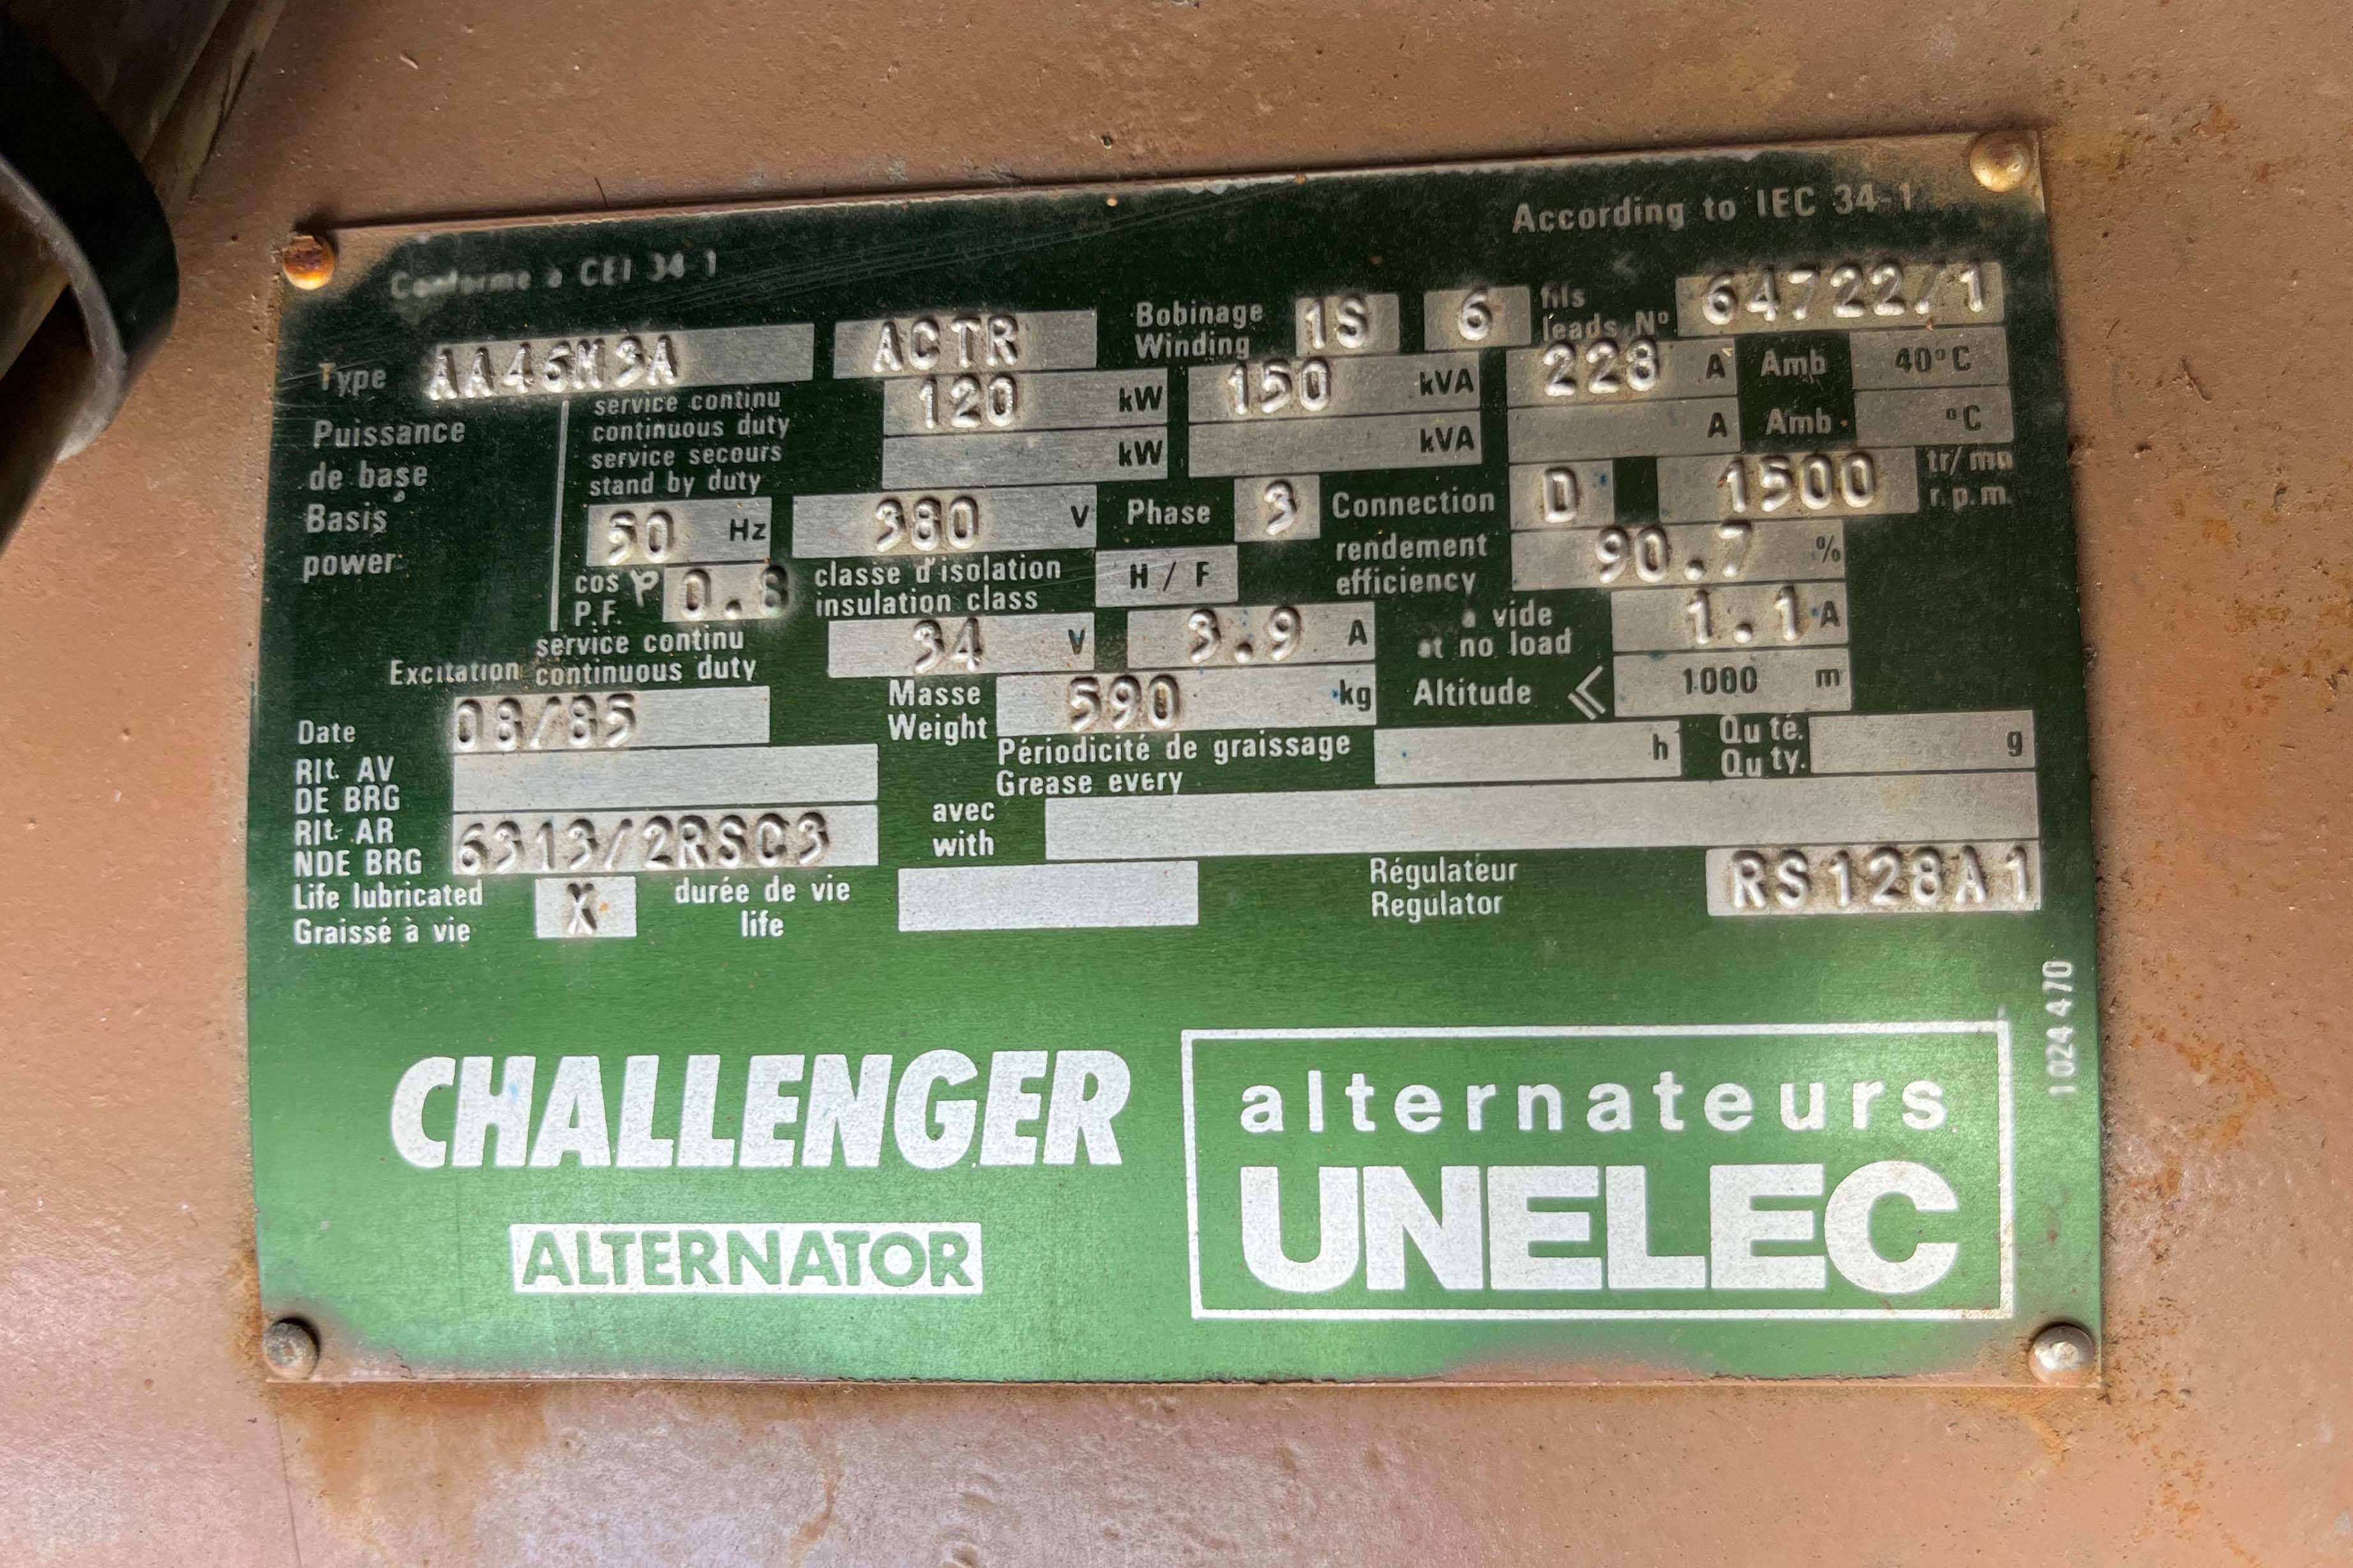 Conforme à CEI 34-1
According to IEC 34-1
Type AA46M3A ACTR Bobinage Winding 1S 6 fils leads N° 64722/1
Puissance de base Basis power
service continu continuous duty 120 kW 150 kVA 228 A Amb 40°C
service secours stand by duty kW kVA A Amb. °C
50 Hz 380 V Phase 3 Connection D 1500 tr/mn r.p.m.
cos φ P.F. 0.8 classe d'isolation insulation class H / F rendement efficiency 90.7 %
Excitation service continu continuous duty 34 V 3.9 A à vide at no load 1.1 A
Date 08/85 Masse Weight 590 kg Altitude ≤ 1000 m
Rlt. AV DE BRG Périodicité de graissage Grease every h Qu té. Qu ty. g
Rlt. AR NDE BRG 6313/2RSC3 avec with
Life lubricated Graissé à vie X durée de vie life Régulateur Regulator RS128A1
1024 470
CHALLENGER
ALTERNATOR
alternateurs
UNELEC